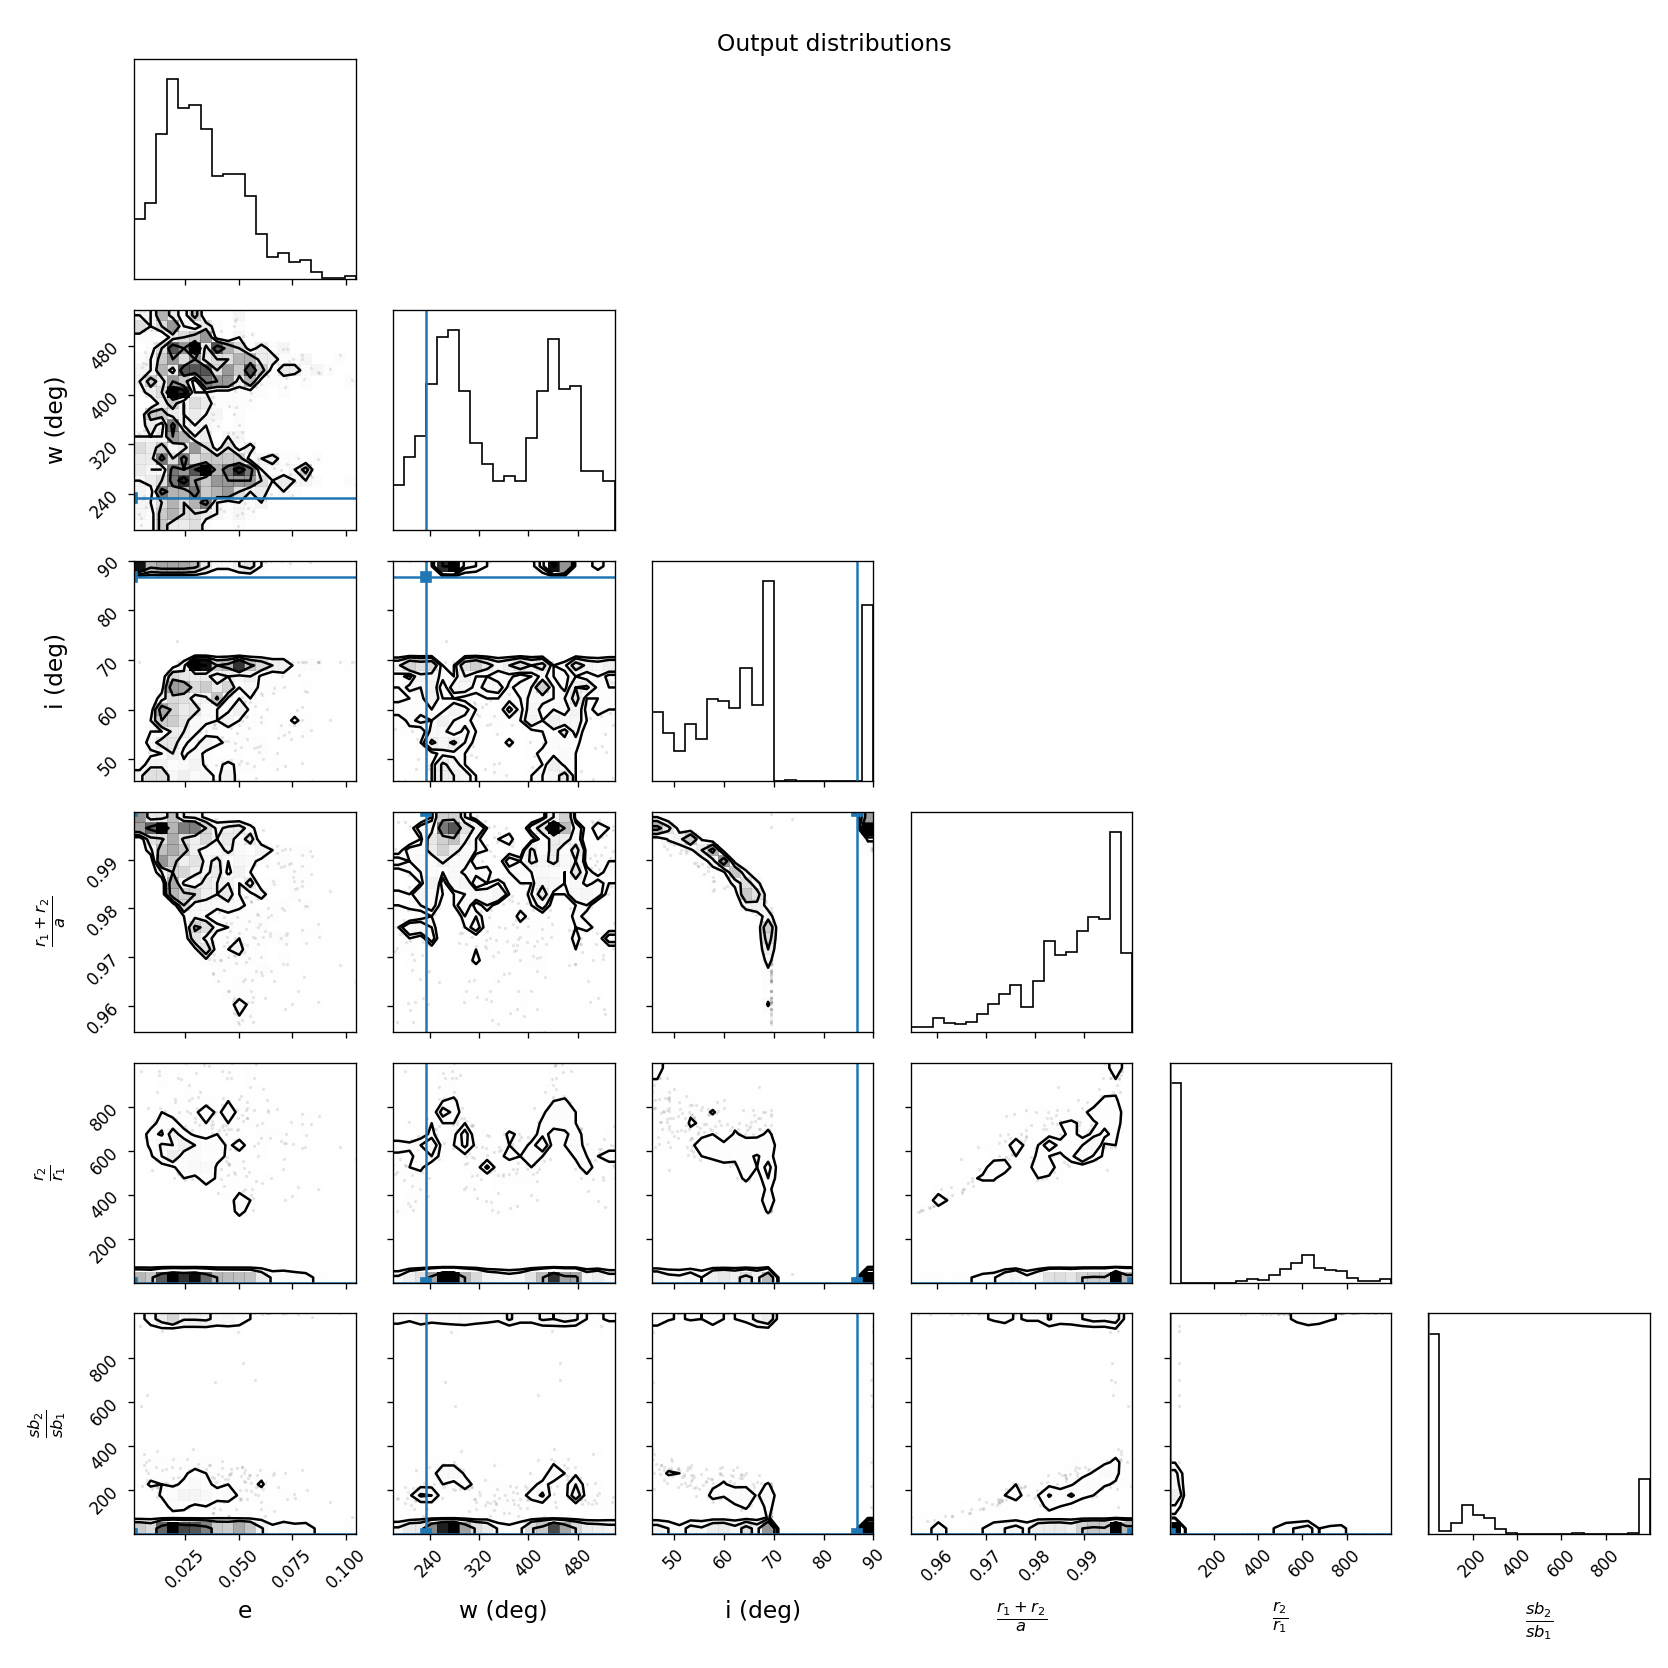 Output distributions
w (deg)
480
400
320
240
i (deg)
90
80
70
60
50
r₁ + r₂
a
0.99
0.98
0.97
0.96
r₂
r₁
800
600
400
200
sb₂
sb₁
800
600
400
200
0.025 0.050 0.075 0.100 240 320 400 480 50 60 70 80 90 0.96 0.97 0.98 0.99 200 400 600 800 200 400 600 800
e w (deg) i (deg) r₁ + r₂ r₂ sb₂
a r₁ sb₁